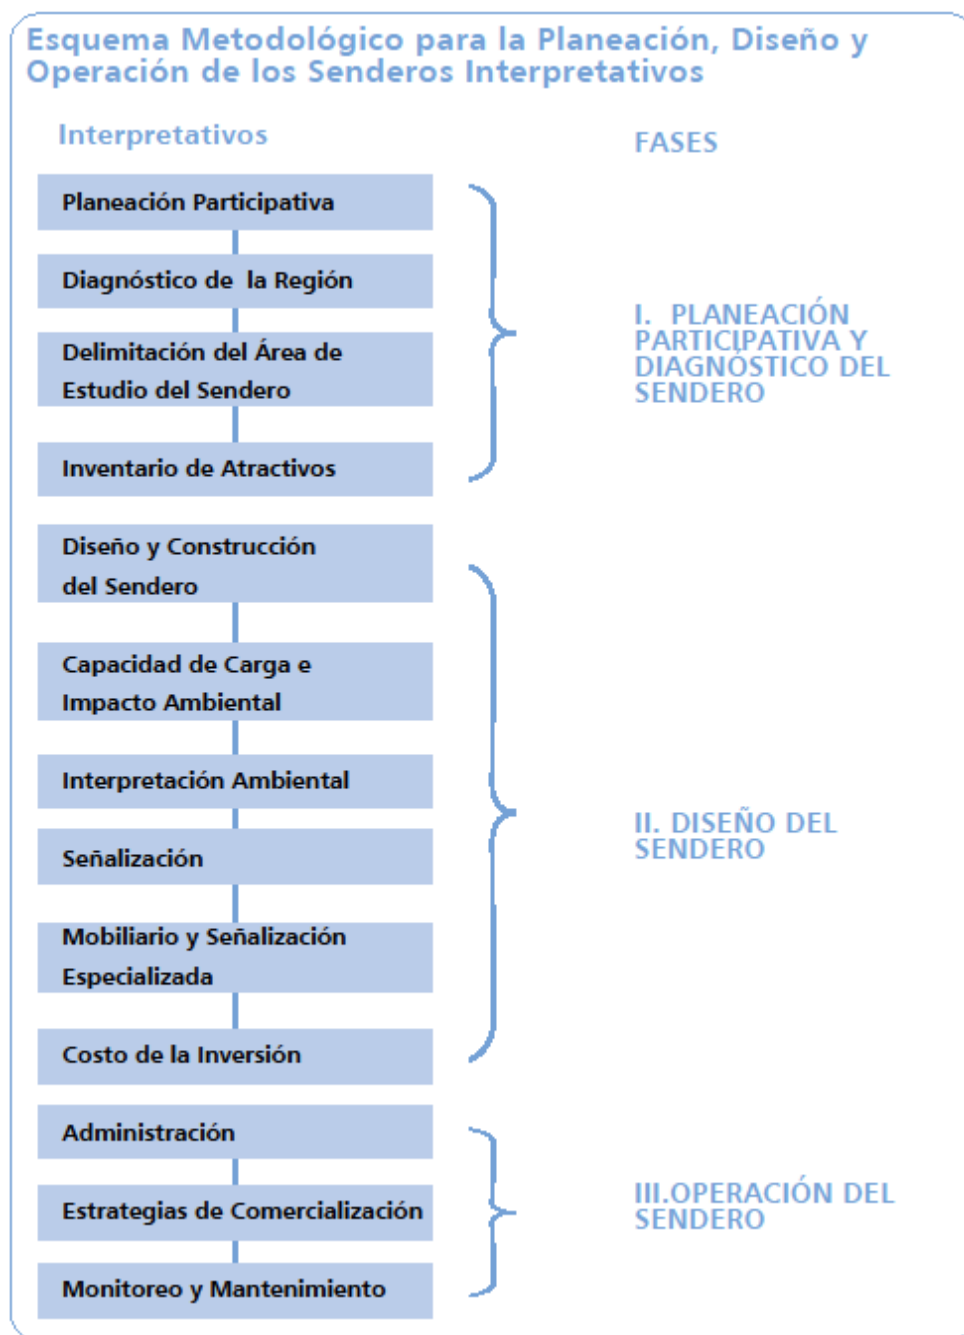 Esquema Metodológico para la Planeación, Diseño y
Operación de los Senderos Interpretativos
Interpretativos
FASES
Planeación Participativa
Diagnóstico de la Región
Delimitación del Área de
Estudio del Sendero
Inventario de Atractivos
I. PLANEACIÓN
PARTICIPATIVA Y
DIAGNÓSTICO DEL
SENDERO
Diseño y Construcción
del Sendero
Capacidad de Carga e
Impacto Ambiental
Interpretación Ambiental
Señalización
Mobiliario y Señalización
Especializada
Costo de la Inversión
II. DISEÑO DEL
SENDERO
Administración
Estrategias de Comercialización
Monitoreo y Mantenimiento
III.OPERACIÓN DEL
SENDERO